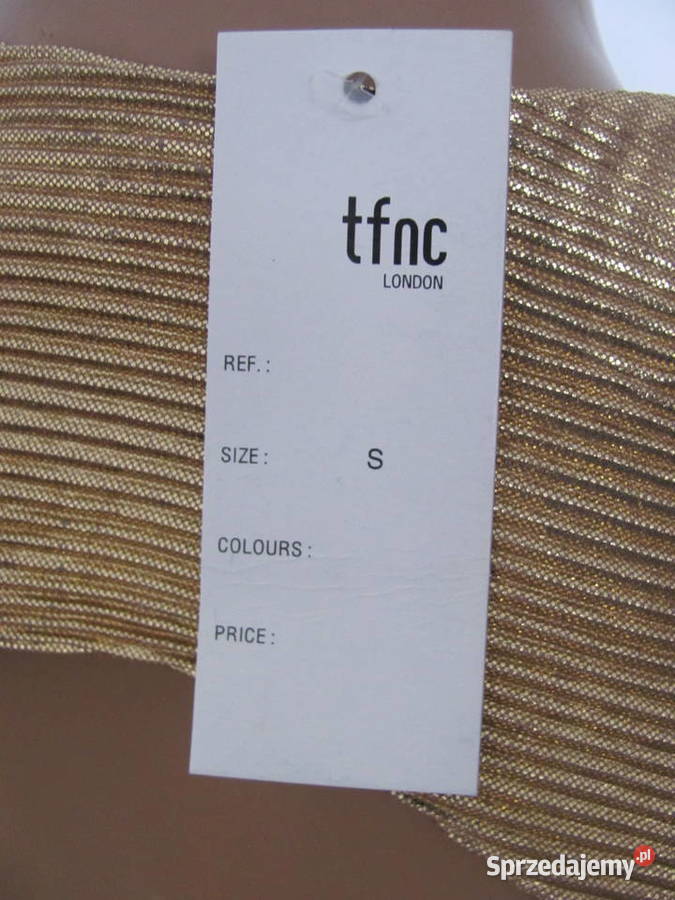 tfnc
LONDON
REF.:
SIZE: S
COLOURS:
PRICE:
Sprzedajemy.pl